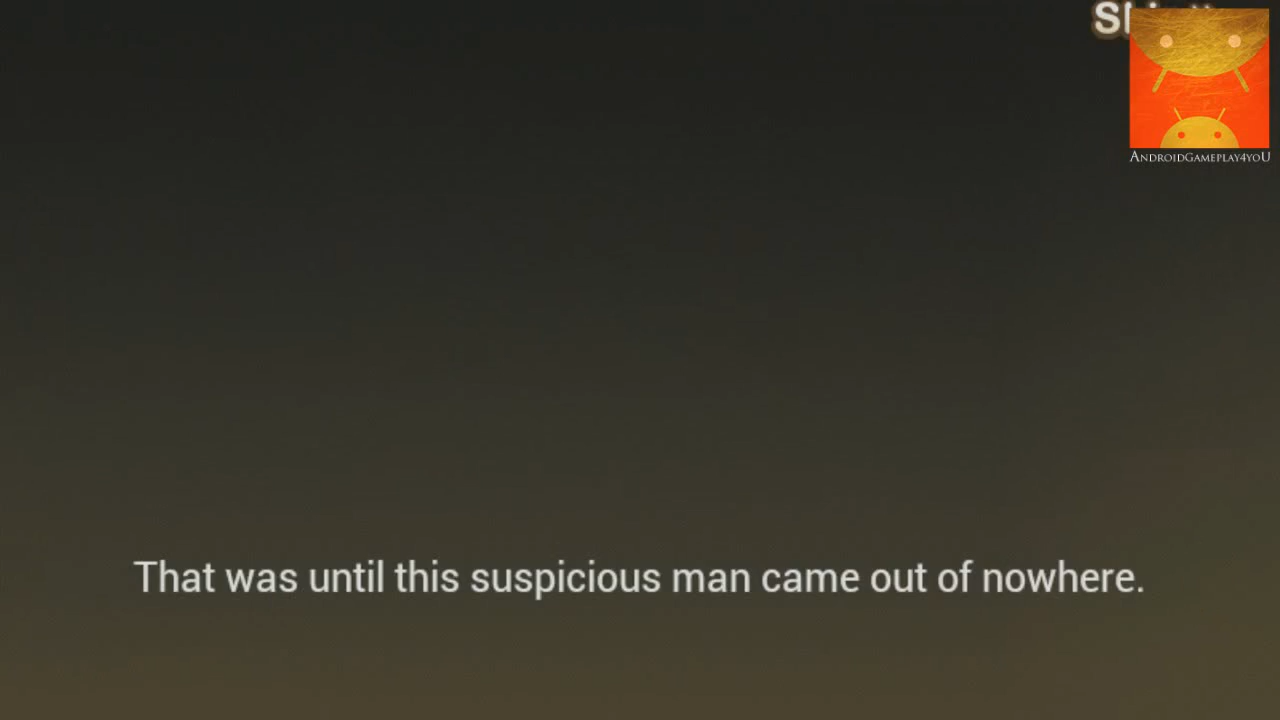 AndroidGameplay4yoU
That was until this suspicious man came out of nowhere.